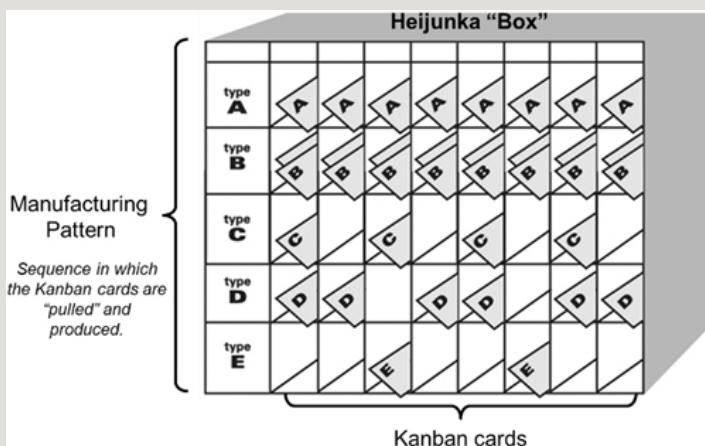 Heijunka “Box”
type
A
A A A A A A A A
type
B
B B B B B B B B
Manufacturing
Pattern
Sequence in which
the Kanban cards are
“pulled” and
produced.
type
C
C C C C
type
D
D D D D D D
type
E
E E
Kanban cards